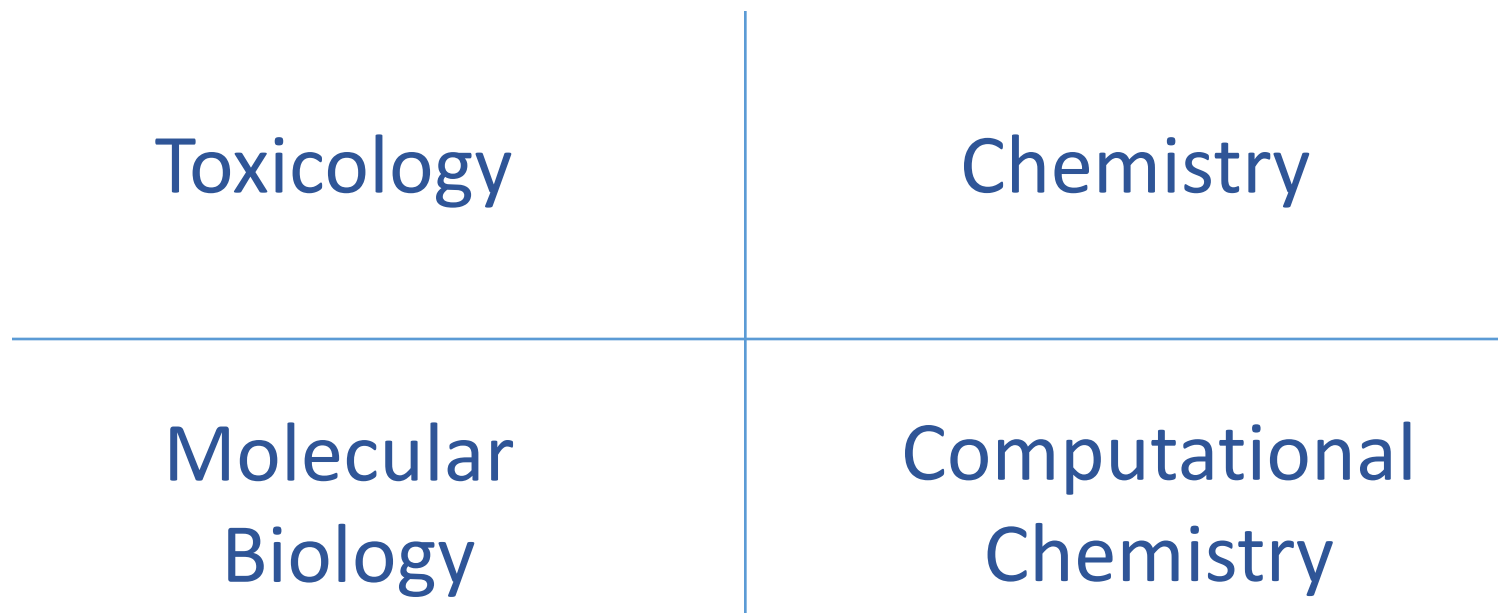 Toxicology
Chemistry
Molecular
Biology
Computational
Chemistry